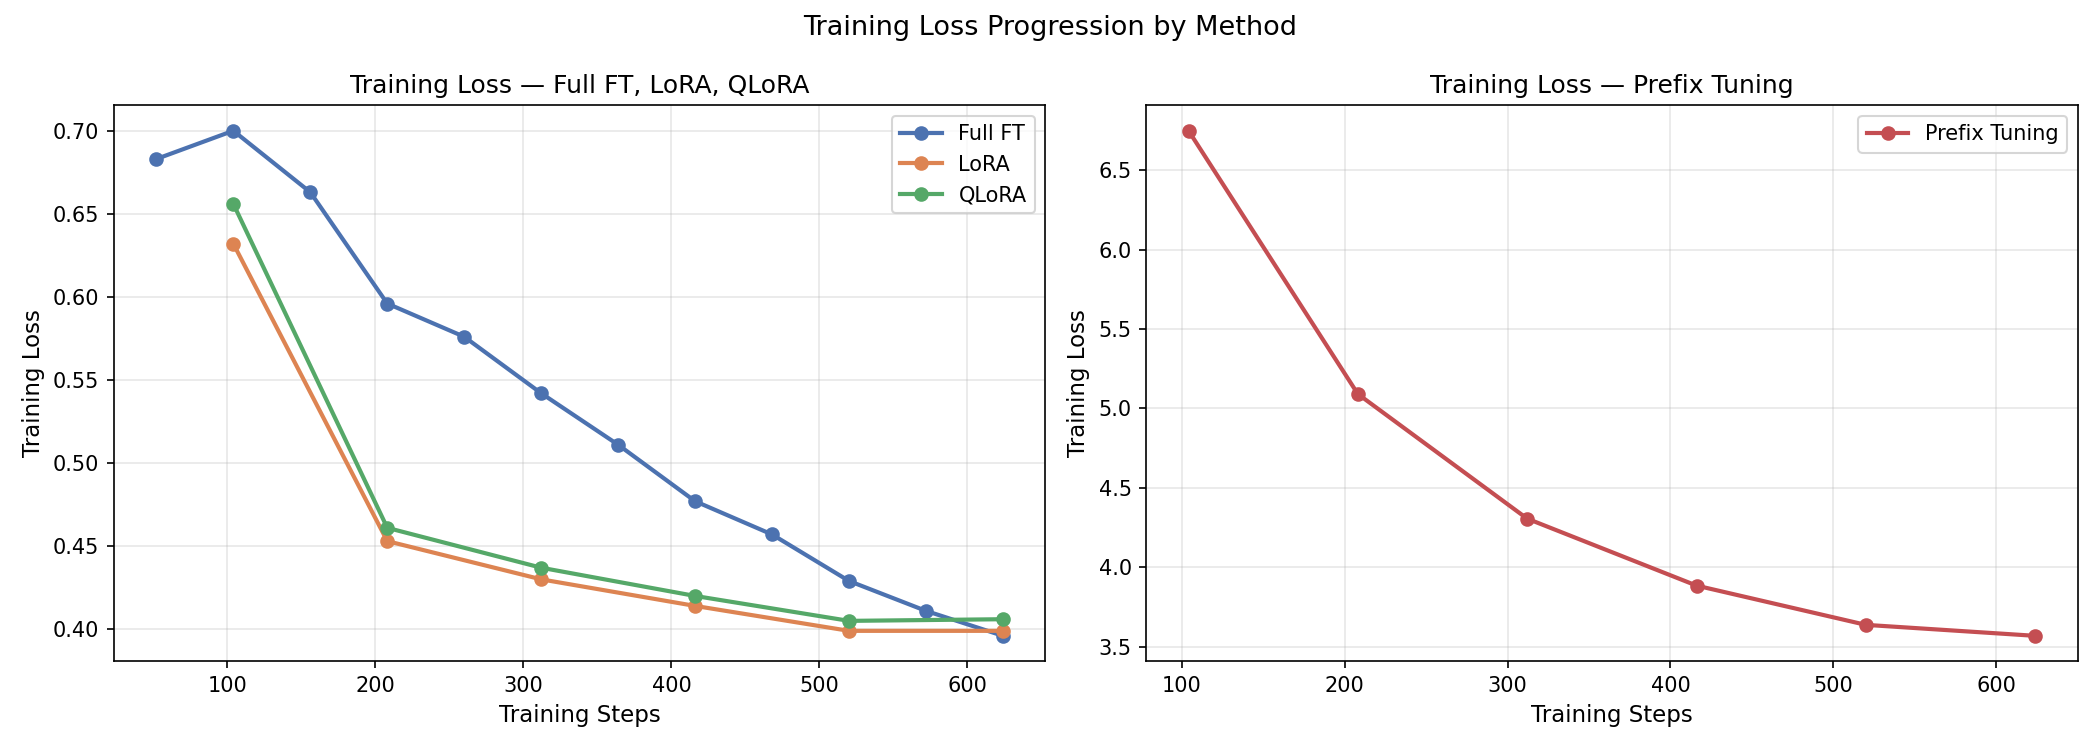 Training Loss Progression by Method
Training Loss — Full FT, LoRA, QLoRA
Full FT
LoRA
QLoRA
Training Loss
0.70
0.65
0.60
0.55
0.50
0.45
0.40
100 200 300 400 500 600
Training Steps
Training Loss — Prefix Tuning
Prefix Tuning
Training Loss
6.5
6.0
5.5
5.0
4.5
4.0
3.5
100 200 300 400 500 600
Training Steps